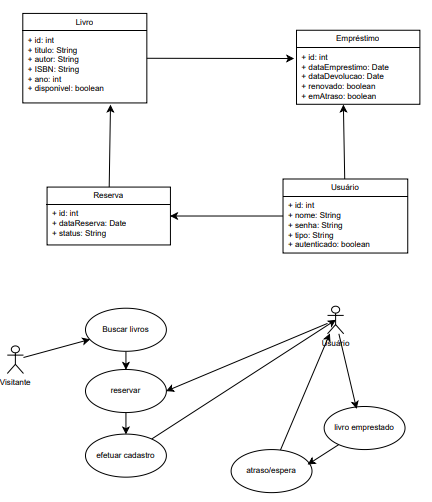 Livro
+ id: int
+ titulo: String
+ autor: String
+ ISBN: String
+ ano: int
+ disponivel: boolean
Empréstimo
+ id: int
+ dataEmprestimo: Date
+ dataDevolucao: Date
+ renovado: boolean
+ emAtraso: boolean
Reserva
+ id: int
+ dataReserva: Date
+ status: String
Usuário
+ id: int
+ nome: String
+ senha: String
+ tipo: String
+ autenticado: boolean
Buscar livros
Visitante
Usuário
reservar
efetuar cadastro
livro emprestado
atraso/espera